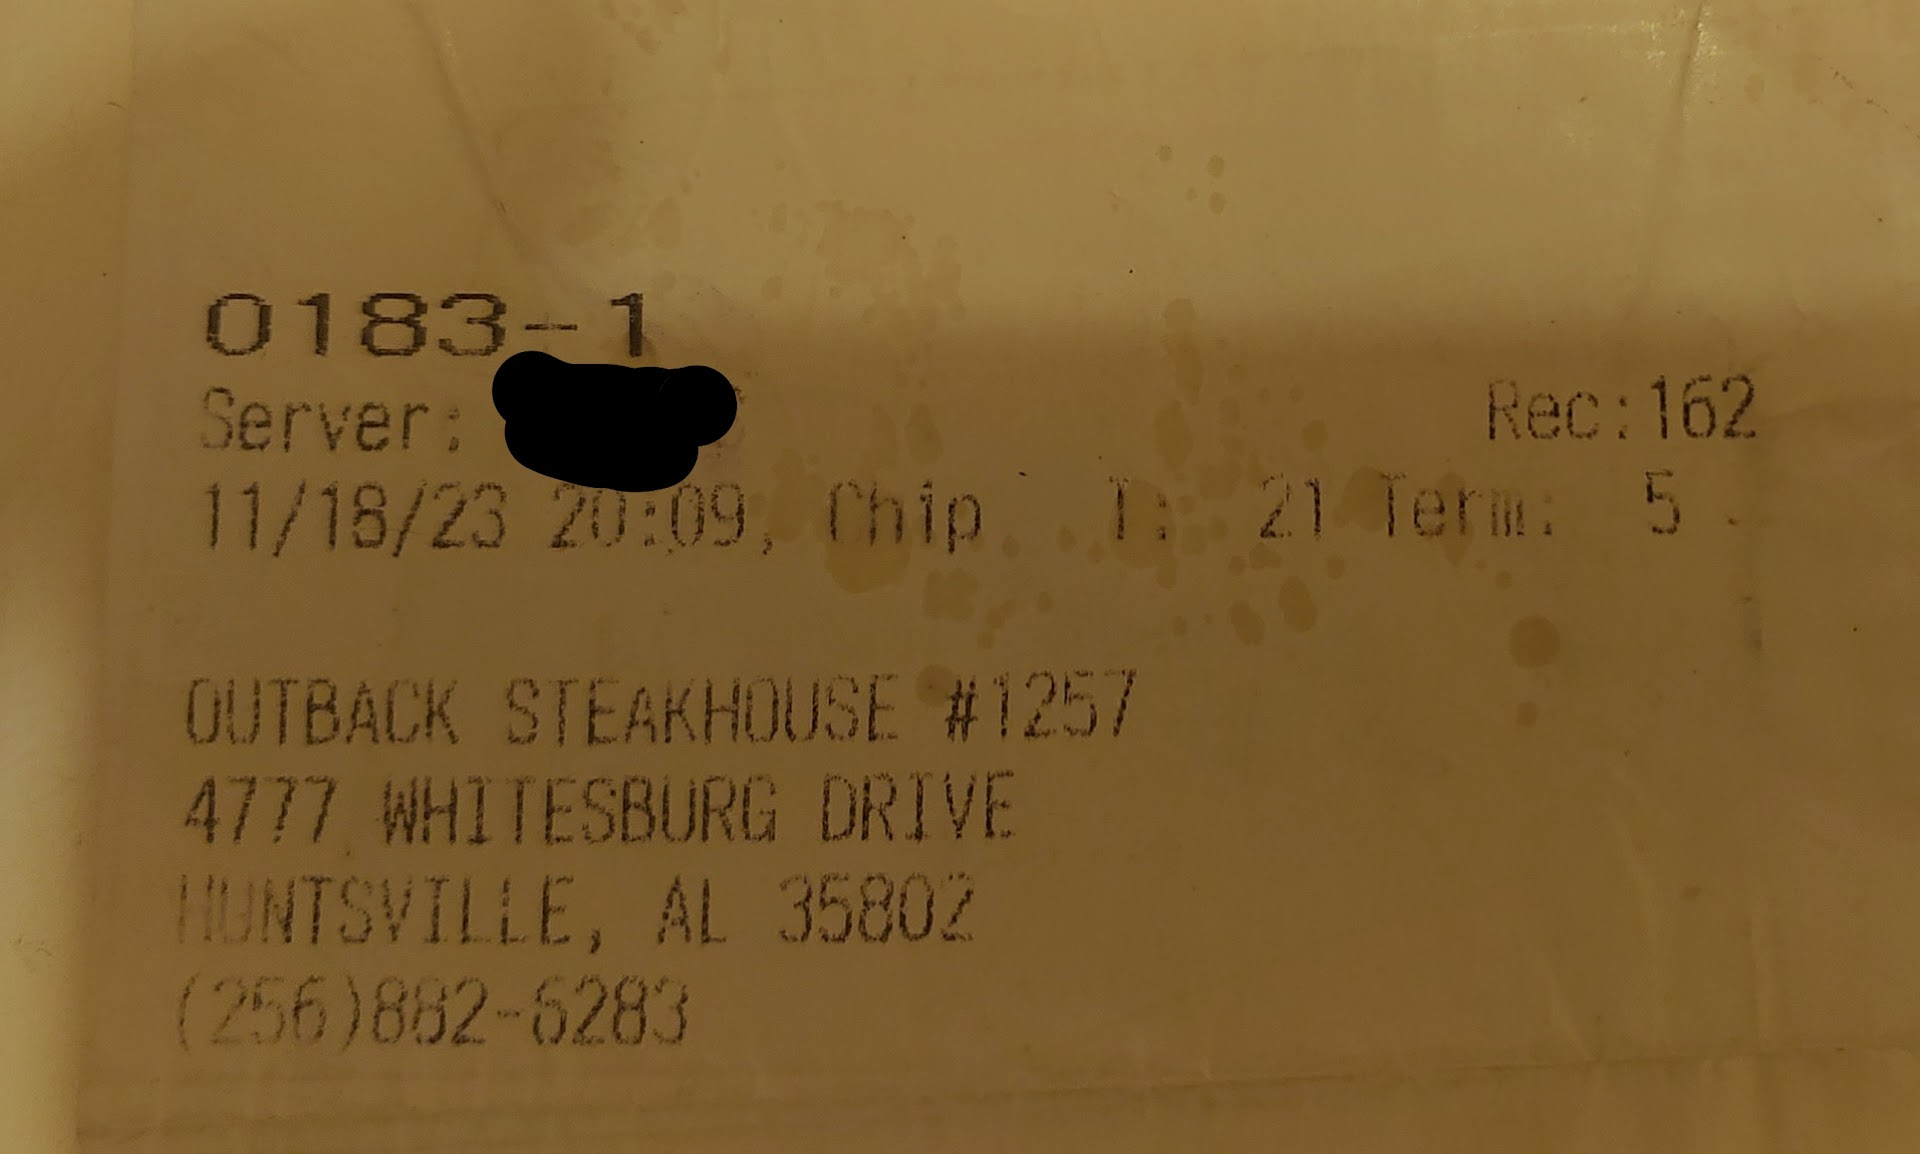 0183-1
Server: Rec:162
11/18/23 20:09, Chip T: 21 Term: 5
OUTBACK STEAKHOUSE #1257
4777 WHITESBURG DRIVE
HUNTSVILLE, AL 35802
(256)882-6283